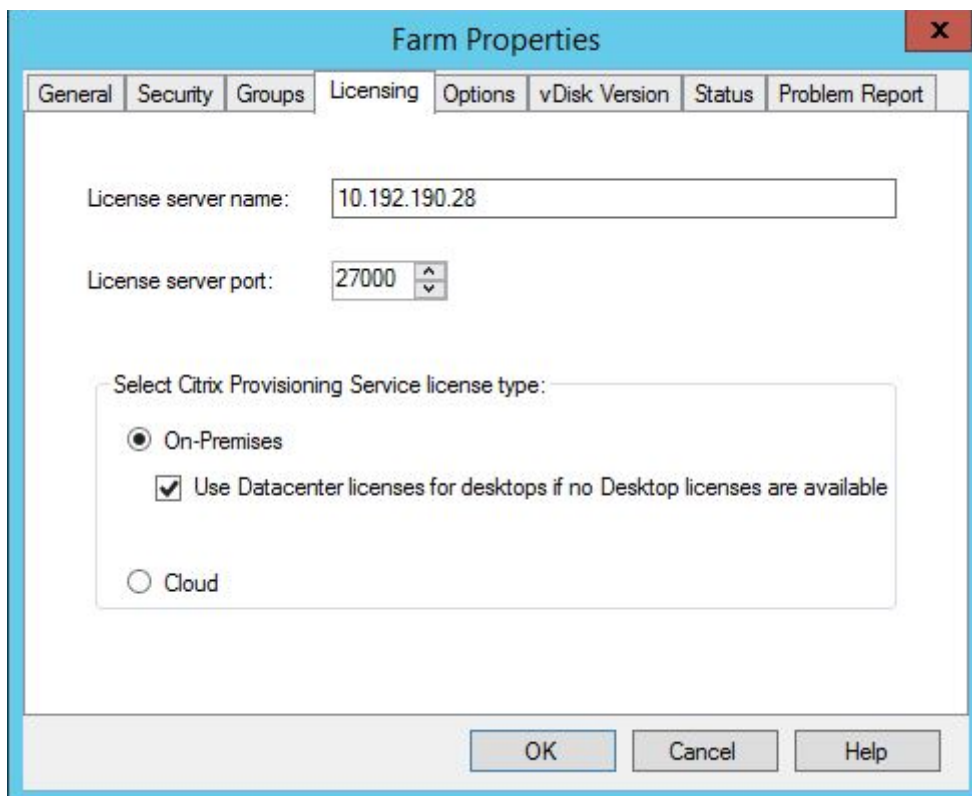 Farm Properties
x
General Security Groups Licensing Options vDisk Version Status Problem Report
License server name: 10.192.190.28
License server port: 27000
Select Citrix Provisioning Service license type:
On-Premises
Use Datacenter licenses for desktops if no Desktop licenses are available
Cloud
OK Cancel Help